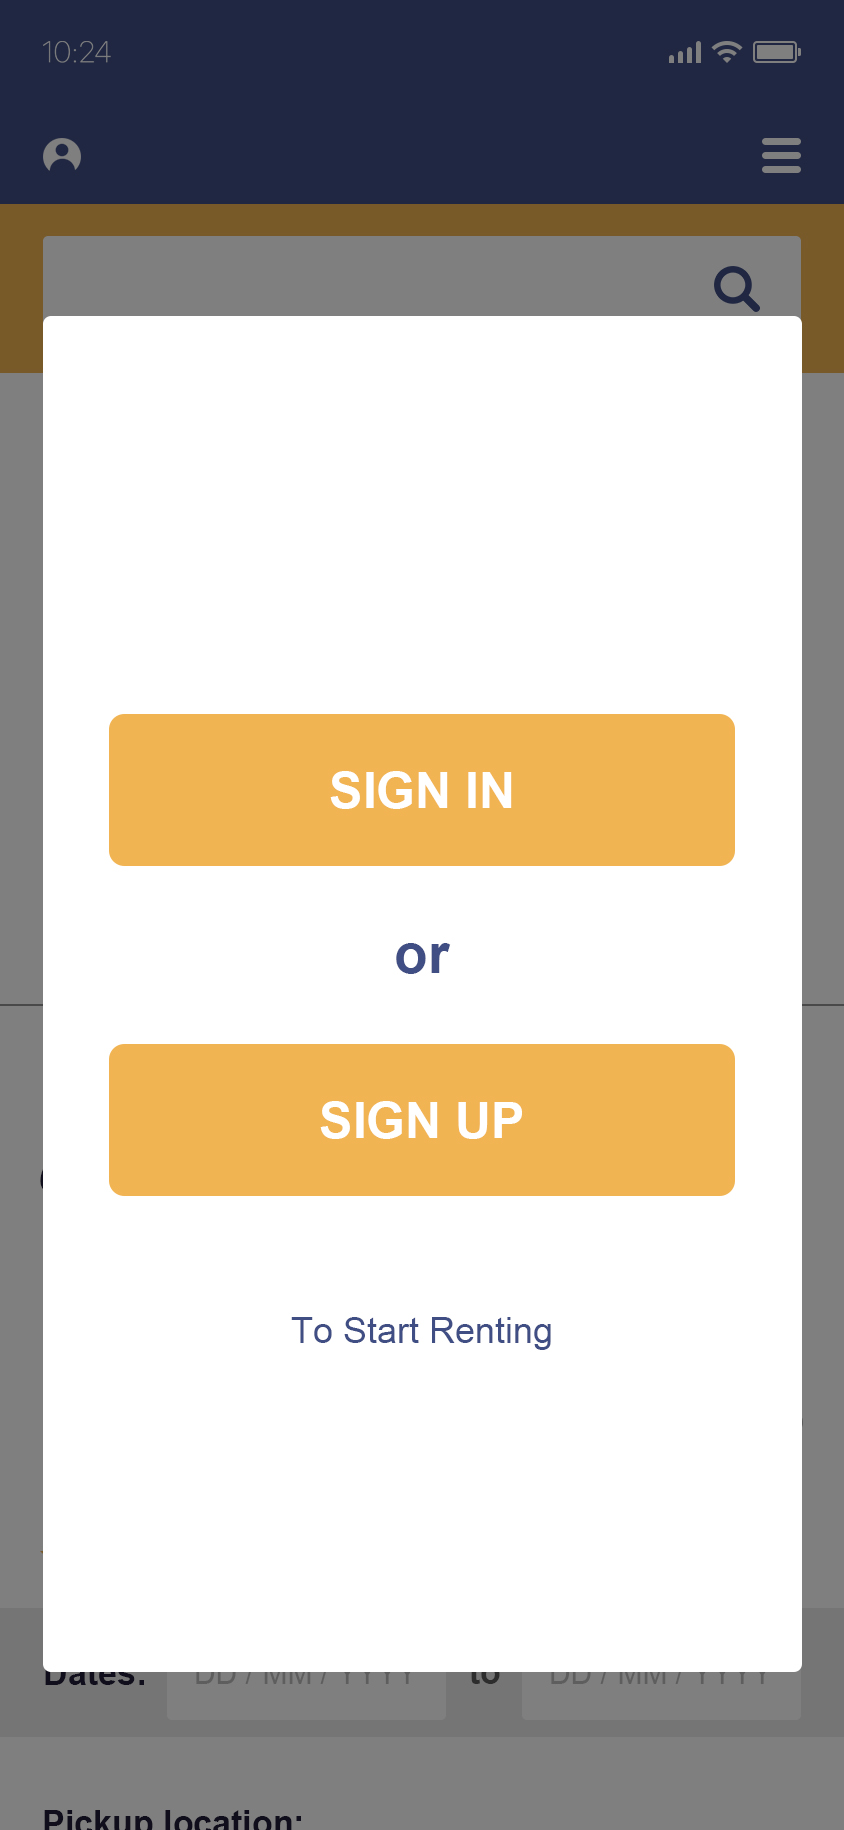 10:24
SIGN IN
or
SIGN UP
To Start Renting
Dates: DD / MM / YYYY to DD / MM / YYYY
Pickup location: